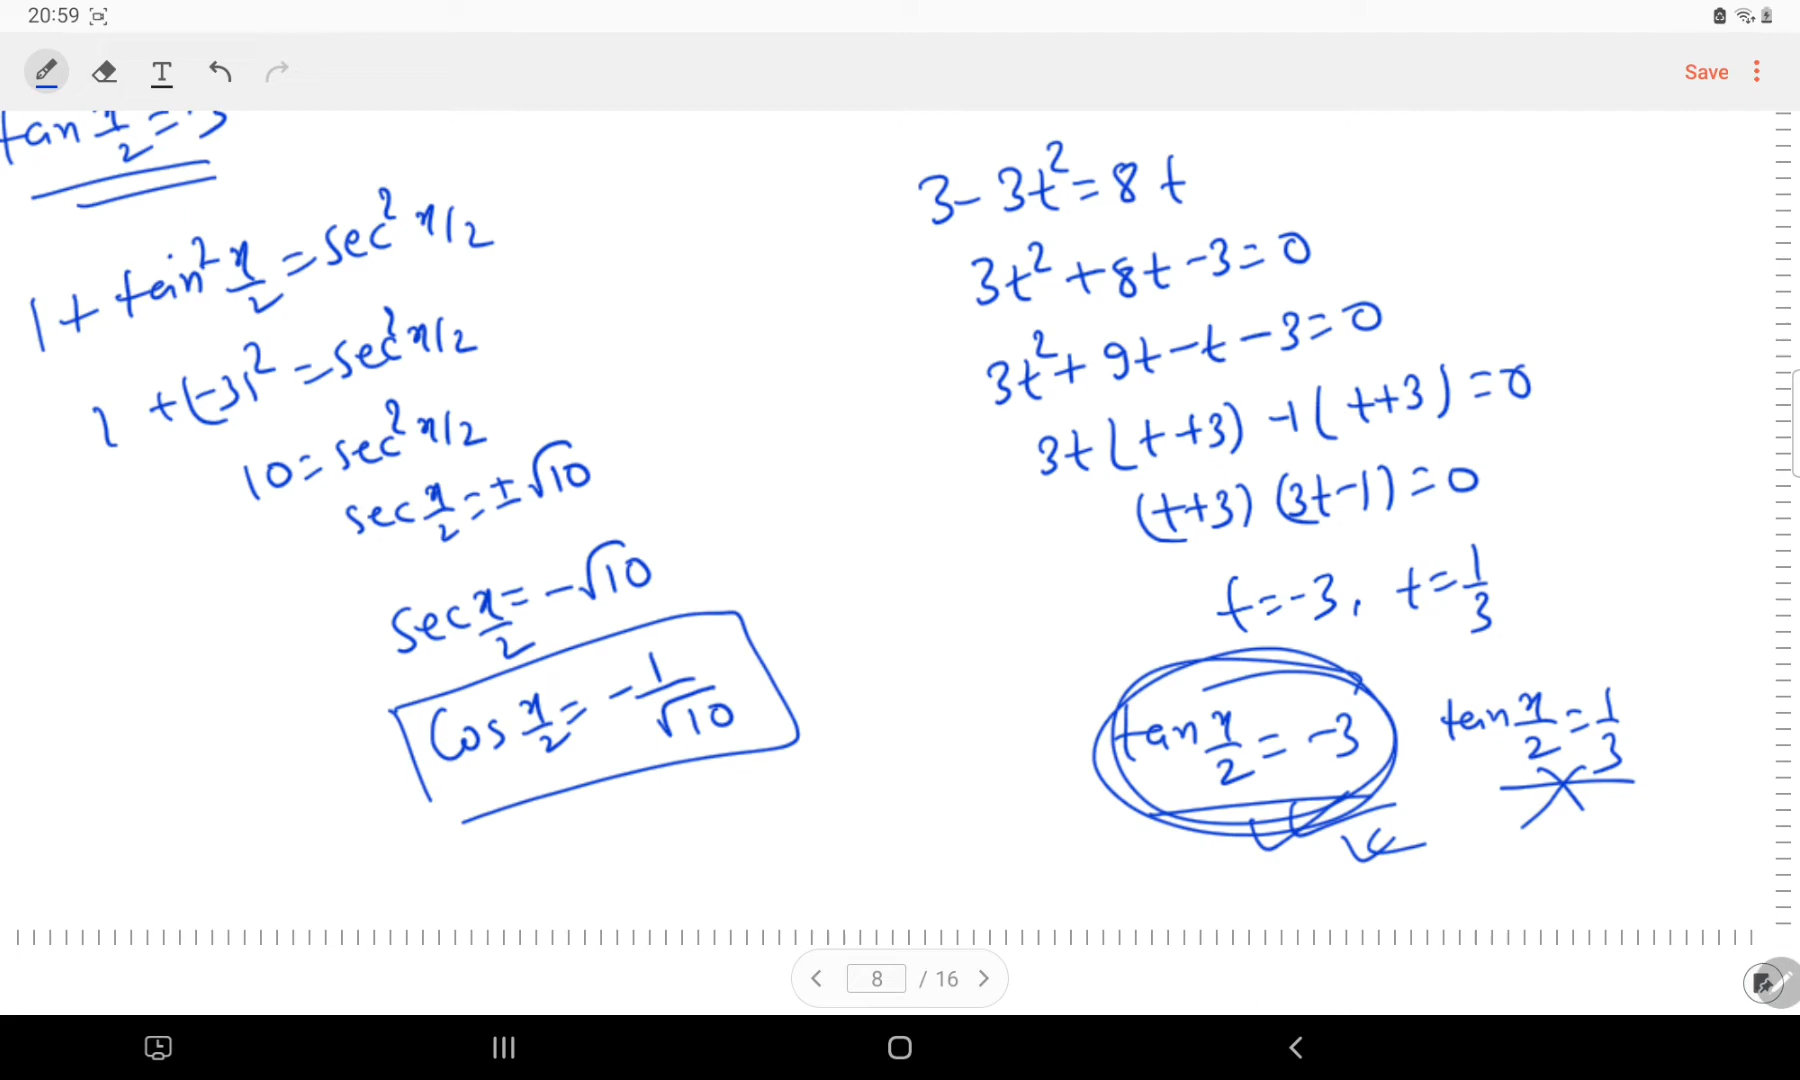 20:59
T
Save
tan x/2 = -3
1 + tan² x/2 = sec² x/2
1 + (-3)² = sec² x/2
10 = sec² x/2
sec x/2 = ±√10
sec x/2 = -√10
Cos x/2 = -1/√10
3 - 3t² = 8t
3t² + 8t - 3 = 0
3t² + 9t - t - 3 = 0
3t(t+3) -1(t+3) = 0
(t+3) (3t-1) = 0
t = -3, t = 1/3
tan x/2 = -3 tan x/2 = 1/3
8 / 16